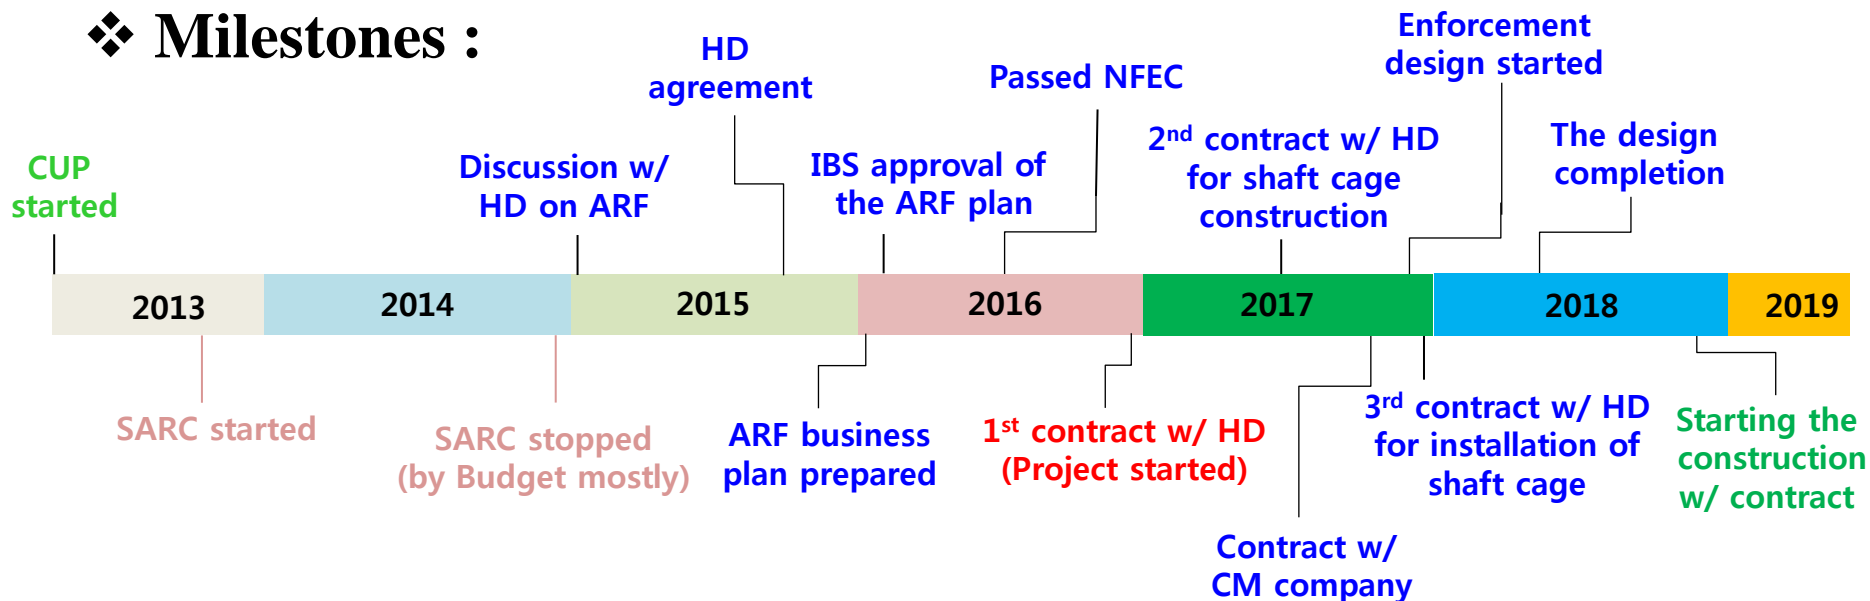 ❖ Milestones :
CUP
started
Discussion w/
HD on ARF
HD
agreement
IBS approval of
the ARF plan
Passed NFEC
2nd contract w/ HD
for shaft cage
construction
Enforcement
design started
The design
completion
2013
2014
2015
2016
2017
2018
2019
SARC started
SARC stopped
(by Budget mostly)
ARF business
plan prepared
1st contract w/ HD
(Project started)
Contract w/
CM company
3rd contract w/ HD
for installation of
shaft cage
Starting the
construction
w/ contract